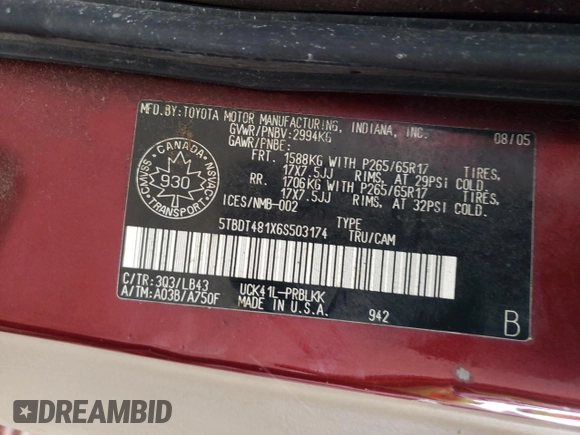 MFD.BY:TOYOTA MOTOR MANUFACTURING, INDIANA, INC. 08/05
GVWR/PNBV:2994KG
GAWR/PNBE:
FRT. 1588KG WITH P265/65R17 TIRES,
17X7.5JJ RIMS, AT 29PSI COLD.
RR. 1706KG WITH P265/65R17 TIRES,
17X7.5JJ RIMS, AT 32PSI COLD.
ICES/NMB-002
CANADA
CMVSS NSVAC
930
TRANSPORT
5TBDT481X6S503174 TYPE
TRU/CAM
C/TR:3Q3/LB43 UCK41L-PRBLKK
A/TM:A03B/A750F MADE IN U.S.A. 942
B
DREAMBID